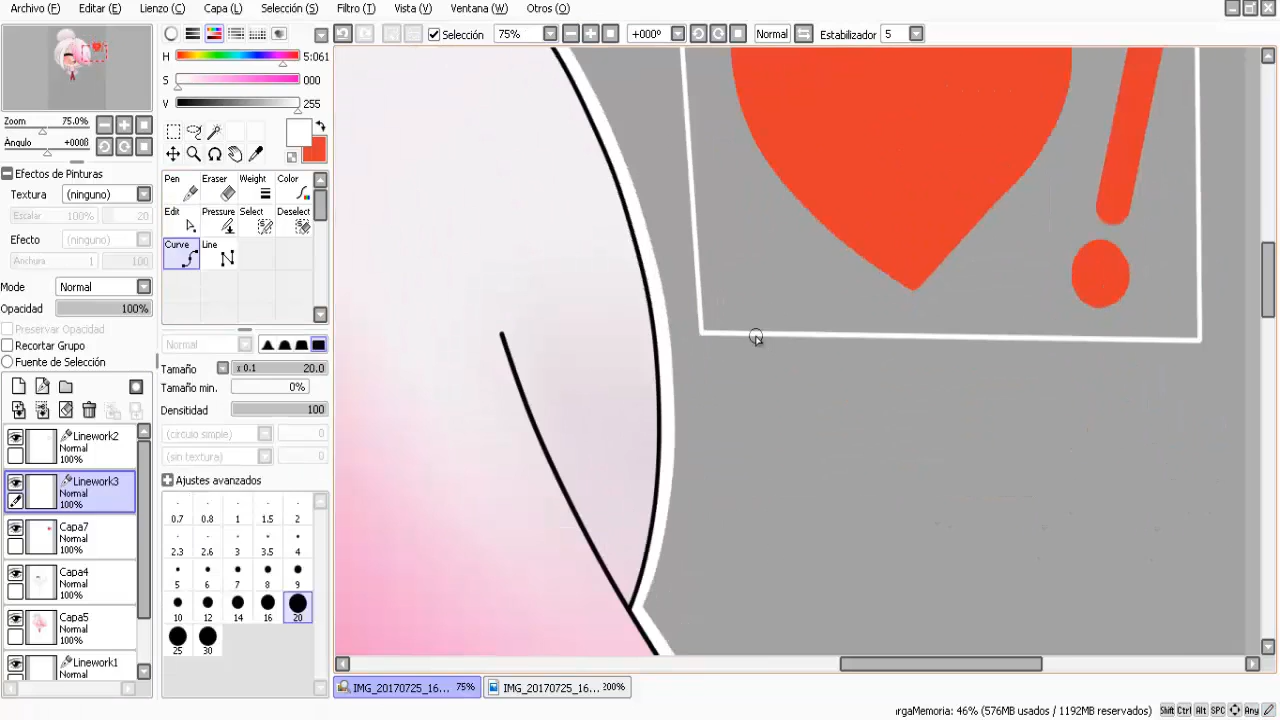 Archivo (F) Editar (E) Lienzo (C) Capa (L) Selección (S) Filtro (T) Vista (V) Ventana (W) Otros (O)
Selección 75% +000° Normal Estabilizador 5
H 5:061
S 000
V 255
Zoom 75.0%
Ángulo +0008
Efectos de Pinturas
Textura (ninguno)
Escalar 100% 20
Efecto (ninguno)
Anchura 1 100
Mode Normal
Opacidad 100%
Preservar Opacidad
Recortar Grupo
Fuente de Selección
Linework2
Normal
100%
Linework3
Normal
100%
Capa7
Normal
100%
Capa4
Normal
100%
Capa5
Normal
100%
Linework1
Normal
Pen Eraser Weight Color
Edit Pressure Select Deselect
Curve Line
Normal
Tamaño x 0.1 20.0
Tamaño min. 0%
Densitidad 100
(circulo simple) 0
(sin textura) 0
Ajustes avanzados
0.7 0.8 1 1.5 2
2.3 2.6 3 3.5 4
5 6 7 8 9
10 12 14 16 20
25 30
IMG_20170725_16... 75% IMG_20170725_16... 200%
rgaMemoria: 46% (576MB usados / 1192MB reservados) Shift Ctrl Alt SPC Any